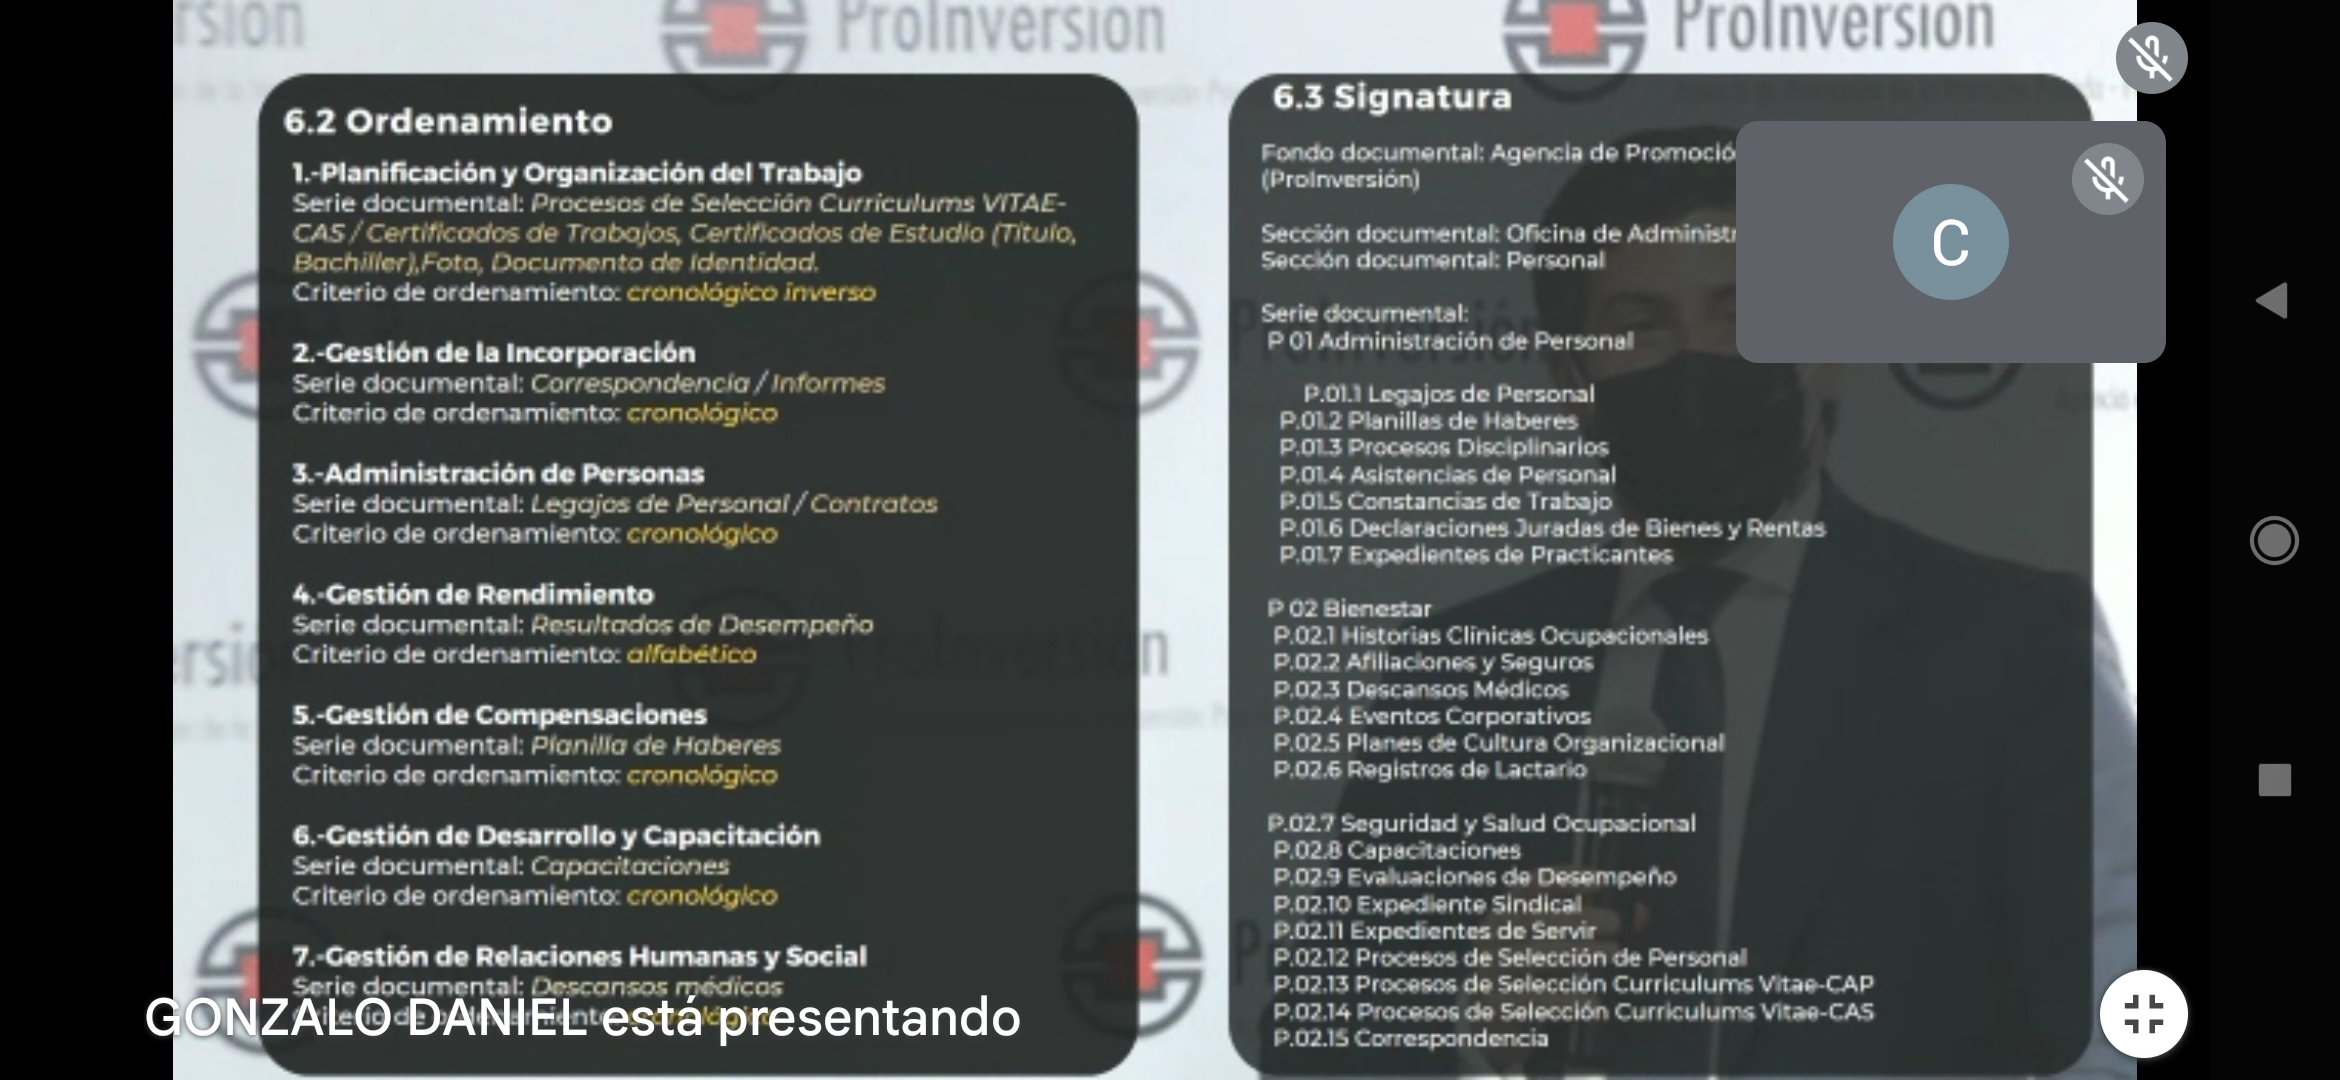 rsión
ProInversión
ProInversión
6.2 Ordenamiento
1.-Planificación y Organización del Trabajo
Serie documental: Procesos de Selección Curriculums VITAE-
CAS / Certificados de Trabajos, Certificados de Estudio (Título,
Bachiller),Foto, Documento de Identidad.
Criterio de ordenamiento: cronológico inverso
2.-Gestión de la Incorporación
Serie documental: Correspondencia / Informes
Criterio de ordenamiento: cronológico
3.-Administración de Personas
Serie documental: Legajos de Personal / Contratos
Criterio de ordenamiento: cronológico
4.-Gestión de Rendimiento
Serie documental: Resultados de Desempeño
Criterio de ordenamiento: alfabético
5.-Gestión de Compensaciones
Serie documental: Planilla de Haberes
Criterio de ordenamiento: cronológico
6.-Gestión de Desarrollo y Capacitación
Serie documental: Capacitaciones
Criterio de ordenamiento: cronológico
7.-Gestión de Relaciones Humanas y Social
Serie documental: Descansos médicos
GONZALO DANIEL está presentando
6.3 Signatura
Fondo documental: Agencia de Promoció
(ProInversión)
Sección documental: Oficina de Administr
Sección documental: Personal
Serie documental:
P 01 Administración de Personal
P.01.1 Legajos de Personal
P.01.2 Planillas de Haberes
P.01.3 Procesos Disciplinarios
P.01.4 Asistencias de Personal
P.01.5 Constancias de Trabajo
P.01.6 Declaraciones Juradas de Bienes y Rentas
P.01.7 Expedientes de Practicantes
P 02 Bienestar
P.02.1 Historias Clínicas Ocupacionales
P.02.2 Afiliaciones y Seguros
P.02.3 Descansos Médicos
P.02.4 Eventos Corporativos
P.02.5 Planes de Cultura Organizacional
P.02.6 Registros de Lactario
P.02.7 Seguridad y Salud Ocupacional
P.02.8 Capacitaciones
P.02.9 Evaluaciones de Desempeño
P.02.10 Expediente Sindical
P.02.11 Expedientes de Servir
P.02.12 Procesos de Selección de Personal
P.02.13 Procesos de Selección Curriculums Vitae-CAP
P.02.14 Procesos de Selección Curriculums Vitae-CAS
P.02.15 Correspondencia
C